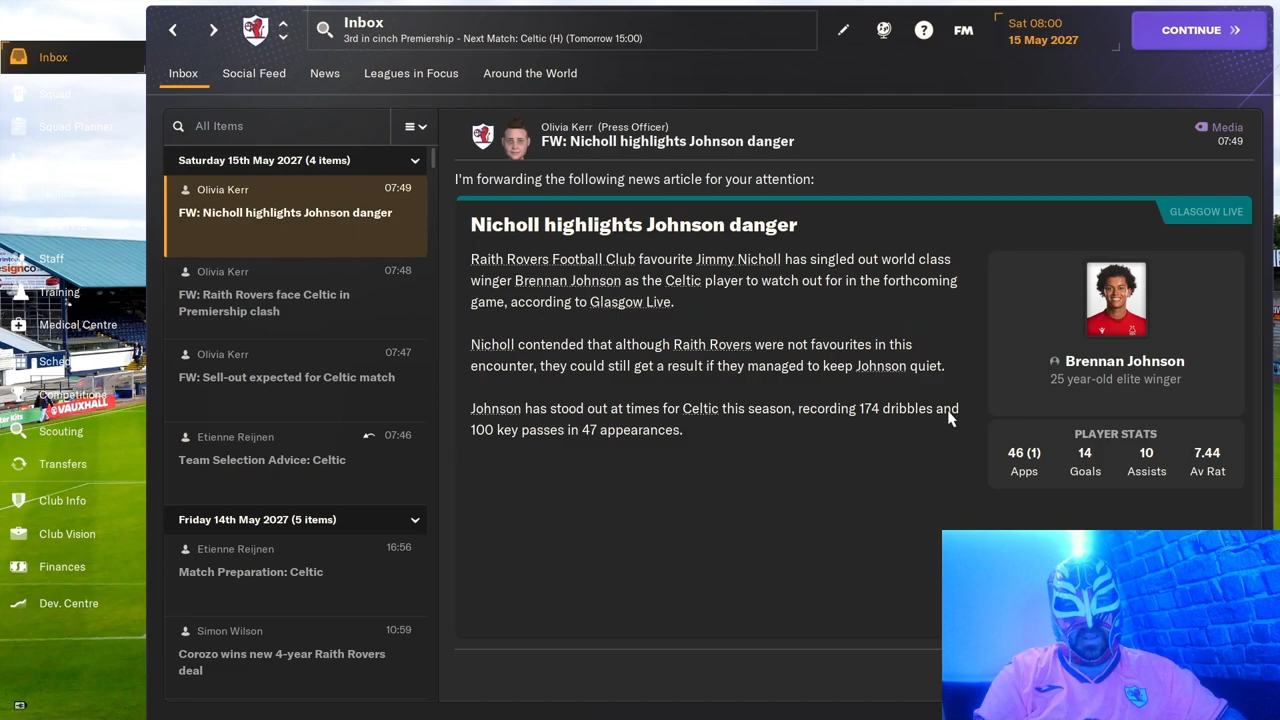 Inbox
3rd in cinch Premiership - Next Match: Celtic (H) (Tomorrow 15:00)
?
FM
Sat 08:00
15 May 2027
CONTINUE
Inbox
Social Feed
News
Leagues in Focus
Around the World
Inbox
Squad
Squad Planner
Staff
Training
Medical Centre
Sched
Competitions
Scouting
Transfers
Club Info
Club Vision
Finances
Dev. Centre
VAUXHALL
All Items
Saturday 15th May 2027 (4 items)
Olivia Kerr 07:49
FW: Nicholl highlights Johnson danger
Olivia Kerr 07:48
FW: Raith Rovers face Celtic in
Premiership clash
Olivia Kerr 07:47
FW: Sell-out expected for Celtic match
Etienne Reijnen 07:46
Team Selection Advice: Celtic
Friday 14th May 2027 (5 items)
Etienne Reijnen 16:56
Match Preparation: Celtic
Simon Wilson 10:59
Corozo wins new 4-year Raith Rovers
deal
Olivia Kerr (Press Officer)
FW: Nicholl highlights Johnson danger
Media
07:49
I'm forwarding the following news article for your attention:
GLASGOW LIVE
Nicholl highlights Johnson danger
Raith Rovers Football Club favourite Jimmy Nicholl has singled out world class
winger Brennan Johnson as the Celtic player to watch out for in the forthcoming
game, according to Glasgow Live.
Nicholl contended that although Raith Rovers were not favourites in this
encounter, they could still get a result if they managed to keep Johnson quiet.
Johnson has stood out at times for Celtic this season, recording 174 dribbles and
100 key passes in 47 appearances.
Brennan Johnson
25 year-old elite winger
PLAYER STATS
46 (1) 14 10 7.44
Apps Goals Assists Av Rat